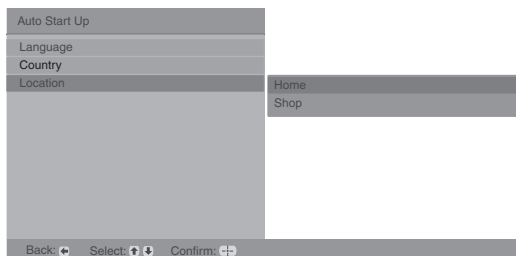 Auto Start Up
Language
Country
Location
Home
Shop
Back: Select: Confirm: